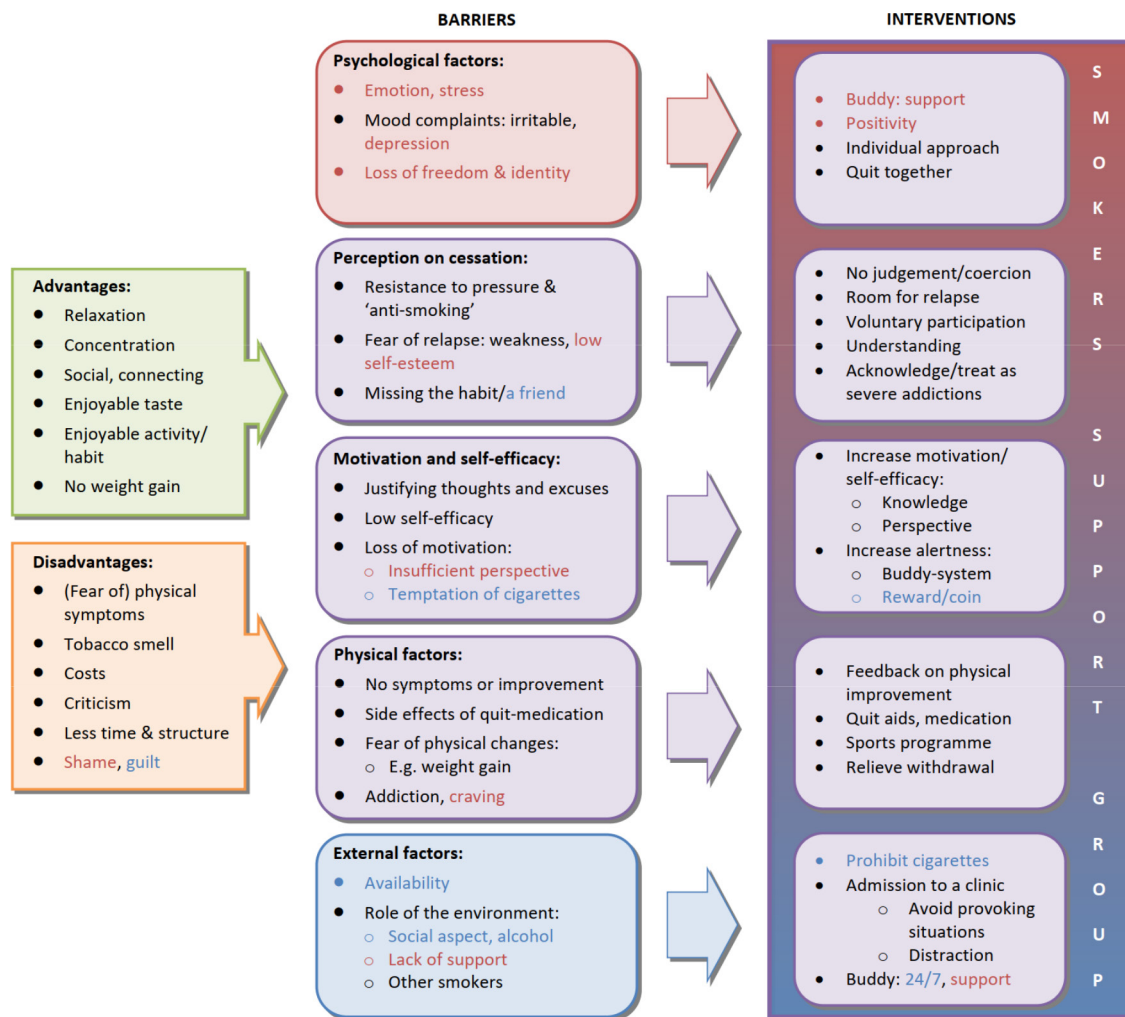 BARRIERS
INTERVENTIONS
Psychological factors:
● Emotion, stress
● Mood complaints: irritable,
depression
● Loss of freedom & identity
• Buddy: support
• Positivity
• Individual approach
• Quit together
Advantages:
● Relaxation
● Concentration
● Social, connecting
● Enjoyable taste
● Enjoyable activity/
habit
● No weight gain
Perception on cessation:
● Resistance to pressure &
‘anti-smoking’
● Fear of relapse: weakness, low
self-esteem
● Missing the habit/a friend
• No judgement/coercion
• Room for relapse
• Voluntary participation
• Understanding
• Acknowledge/treat as
severe addictions
Motivation and self-efficacy:
● Justifying thoughts and excuses
● Low self-efficacy
● Loss of motivation:
○ Insufficient perspective
○ Temptation of cigarettes
• Increase motivation/
self-efficacy:
○ Knowledge
○ Perspective
• Increase alertness:
○ Buddy-system
○ Reward/coin
Disadvantages:
● (Fear of) physical
symptoms
● Tobacco smell
● Costs
● Criticism
● Less time & structure
● Shame, guilt
Physical factors:
● No symptoms or improvement
● Side effects of quit-medication
● Fear of physical changes:
○ E.g. weight gain
● Addiction, craving
• Feedback on physical
improvement
• Quit aids, medication
• Sports programme
• Relieve withdrawal
External factors:
● Availability
● Role of the environment:
○ Social aspect, alcohol
○ Lack of support
○ Other smokers
• Prohibit cigarettes
• Admission to a clinic
○ Avoid provoking
situations
○ Distraction
• Buddy: 24/7, support
SMOKERS SUPPORT GROUP